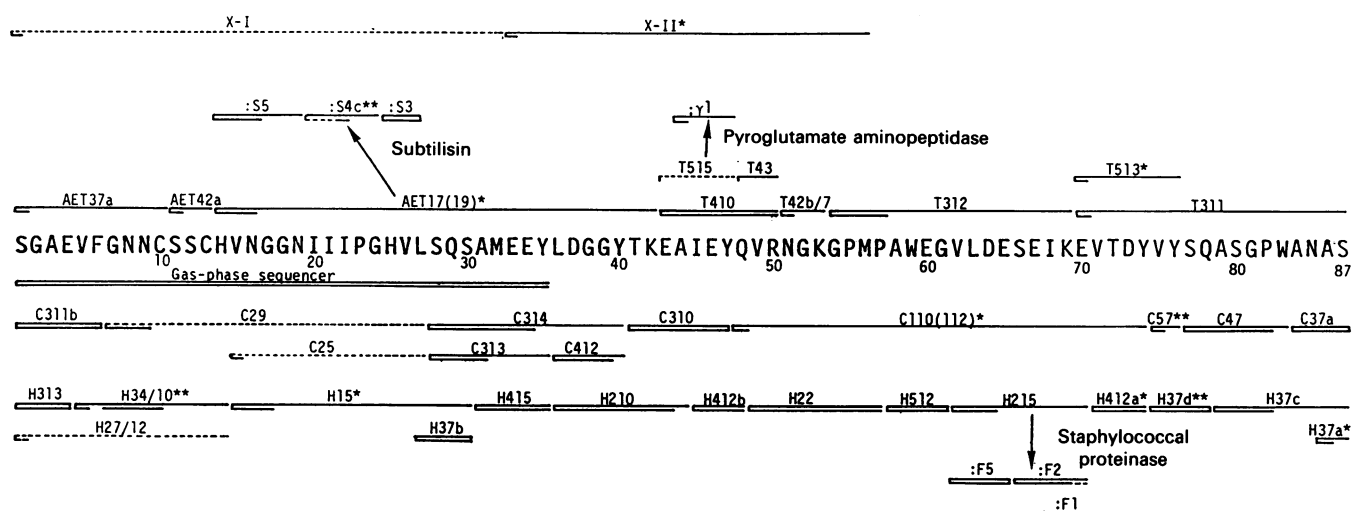 X-I X-II*
:S5 :S4c** :S3 :γ1
Subtilisin Pyroglutamate aminopeptidase
T515 T43 T513*
AET37a AET42a AET17(19)* T410 T42b/7 T312 T311
SGAEVFGNNCSSCHVNGGNIIIPGHVLSQSAMEEYLDGGYTKEAIEYQVRNGKGPMPAWEGVLDESEIKEVTDYVYSQASGPWANAS
10 20 30 40 50 60 70 80 87
Gas-phase sequencer
C311b C29 C314 C310 C110(112)* C57** C47 C37a
C25 C313 C412
H313 H34/10** H15* H415 H210 H412b H22 H512 H215 H412a* H37d** H37c
H27/12 H37b H37a*
Staphylococcal
proteinase
:F5 :F2
:F1